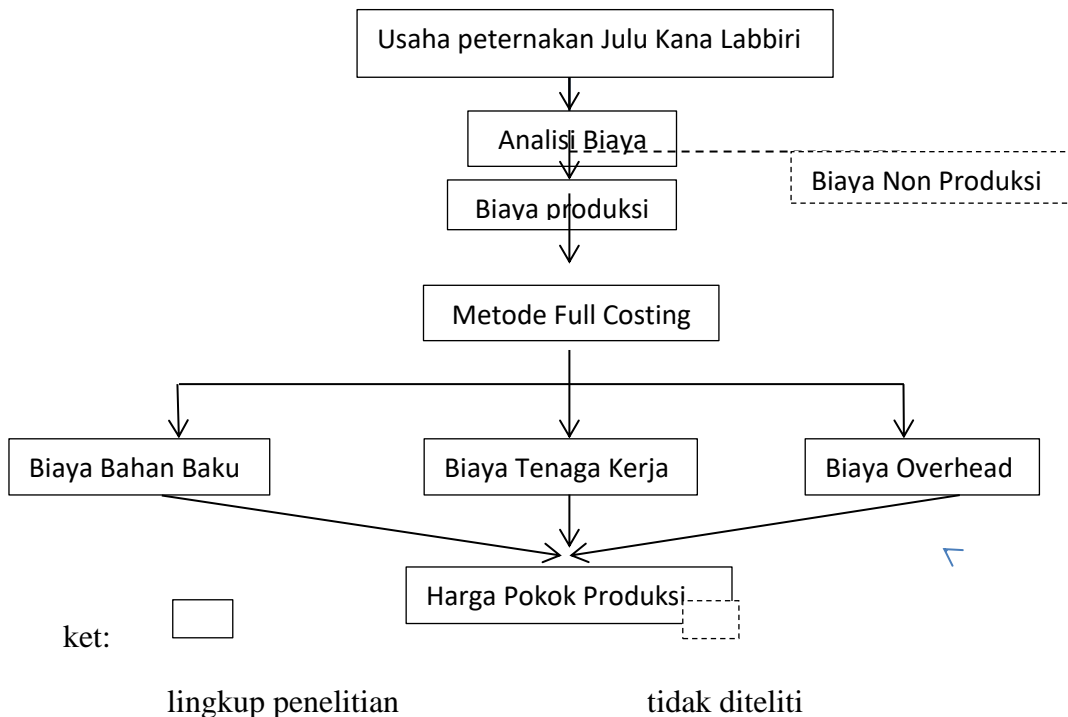 Usaha peternakan Julu Kana Labbiri
Analisi Biaya
Biaya Non Produksi
Biaya produksi
Metode Full Costing
Biaya Bahan Baku
Biaya Tenaga Kerja
Biaya Overhead
Harga Pokok Produksi
ket:
lingkup penelitian
tidak diteliti